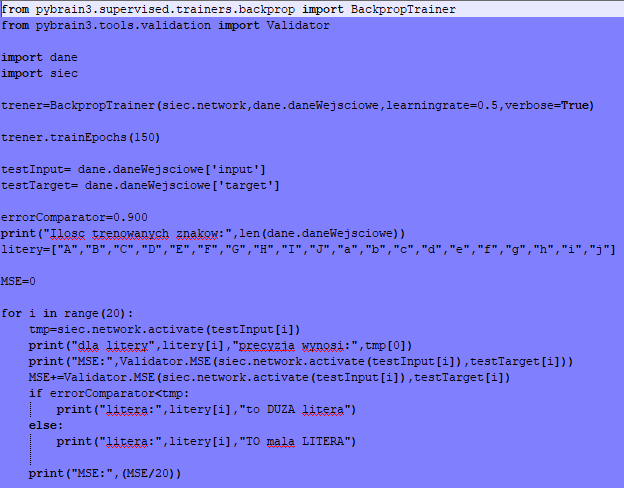 from pybrain3.supervised.trainers.backprop import BackpropTrainer
from pybrain3.tools.validation import Validator
import dane
import siec
trener=BackpropTrainer(siec.network,dane.daneWejsciowe,learningrate=0.5,verbose=True)
trener.trainEpochs(150)
testInput= dane.daneWejsciowe['input']
testTarget= dane.daneWejsciowe['target']
errorComparator=0.900
print("Ilosc trenowanych znakow:",len(dane.daneWejsciowe))
litery=["A","B","C","D","E","F","G","H","I","J","a","b","c","d","e","f","g","h","i","j"]
MSE=0
for i in range(20):
    tmp=siec.network.activate(testInput[i])
    print("dla litery",litery[i],"precyzja wynosi:",tmp[0])
    print("MSE:",Validator.MSE(siec.network.activate(testInput[i]),testTarget[i]))
    MSE+=Validator.MSE(siec.network.activate(testInput[i]),testTarget[i])
    if errorComparator<tmp:
        print("litera:",litery[i],"to DUZA litera")
    else:
        print("litera:",litery[i],"TO mala LITERA")
    print("MSE:",(MSE/20))